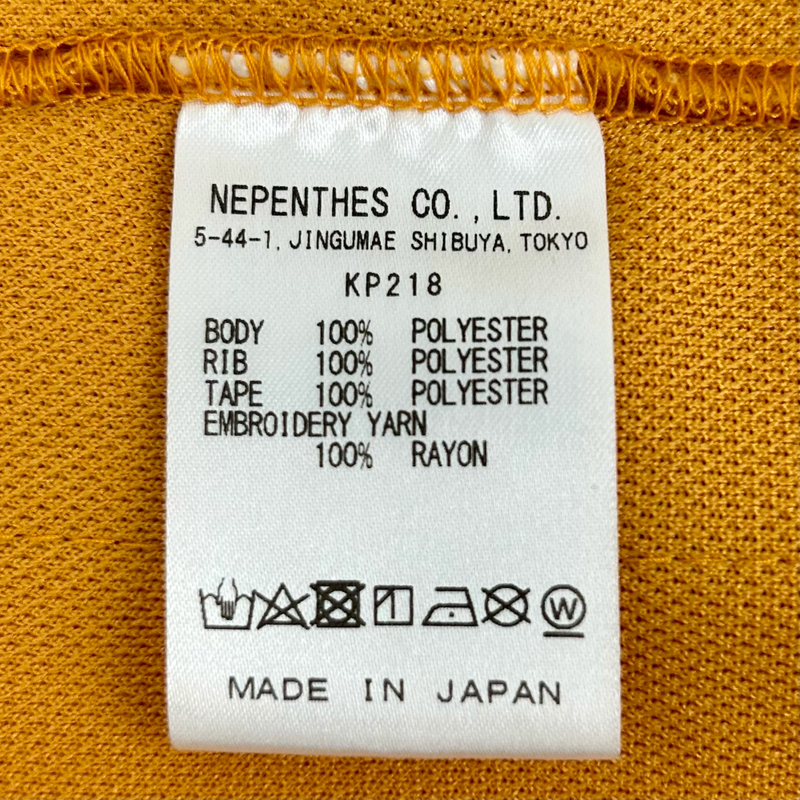 NEPENTHES CO.,LTD.
5-44-1, JINGUMAE SHIBUYA, TOKYO
KP218
BODY 100% POLYESTER
RIB 100% POLYESTER
TAPE 100% POLYESTER
EMBROIDERY YARN
100% RAYON
W
MADE IN JAPAN